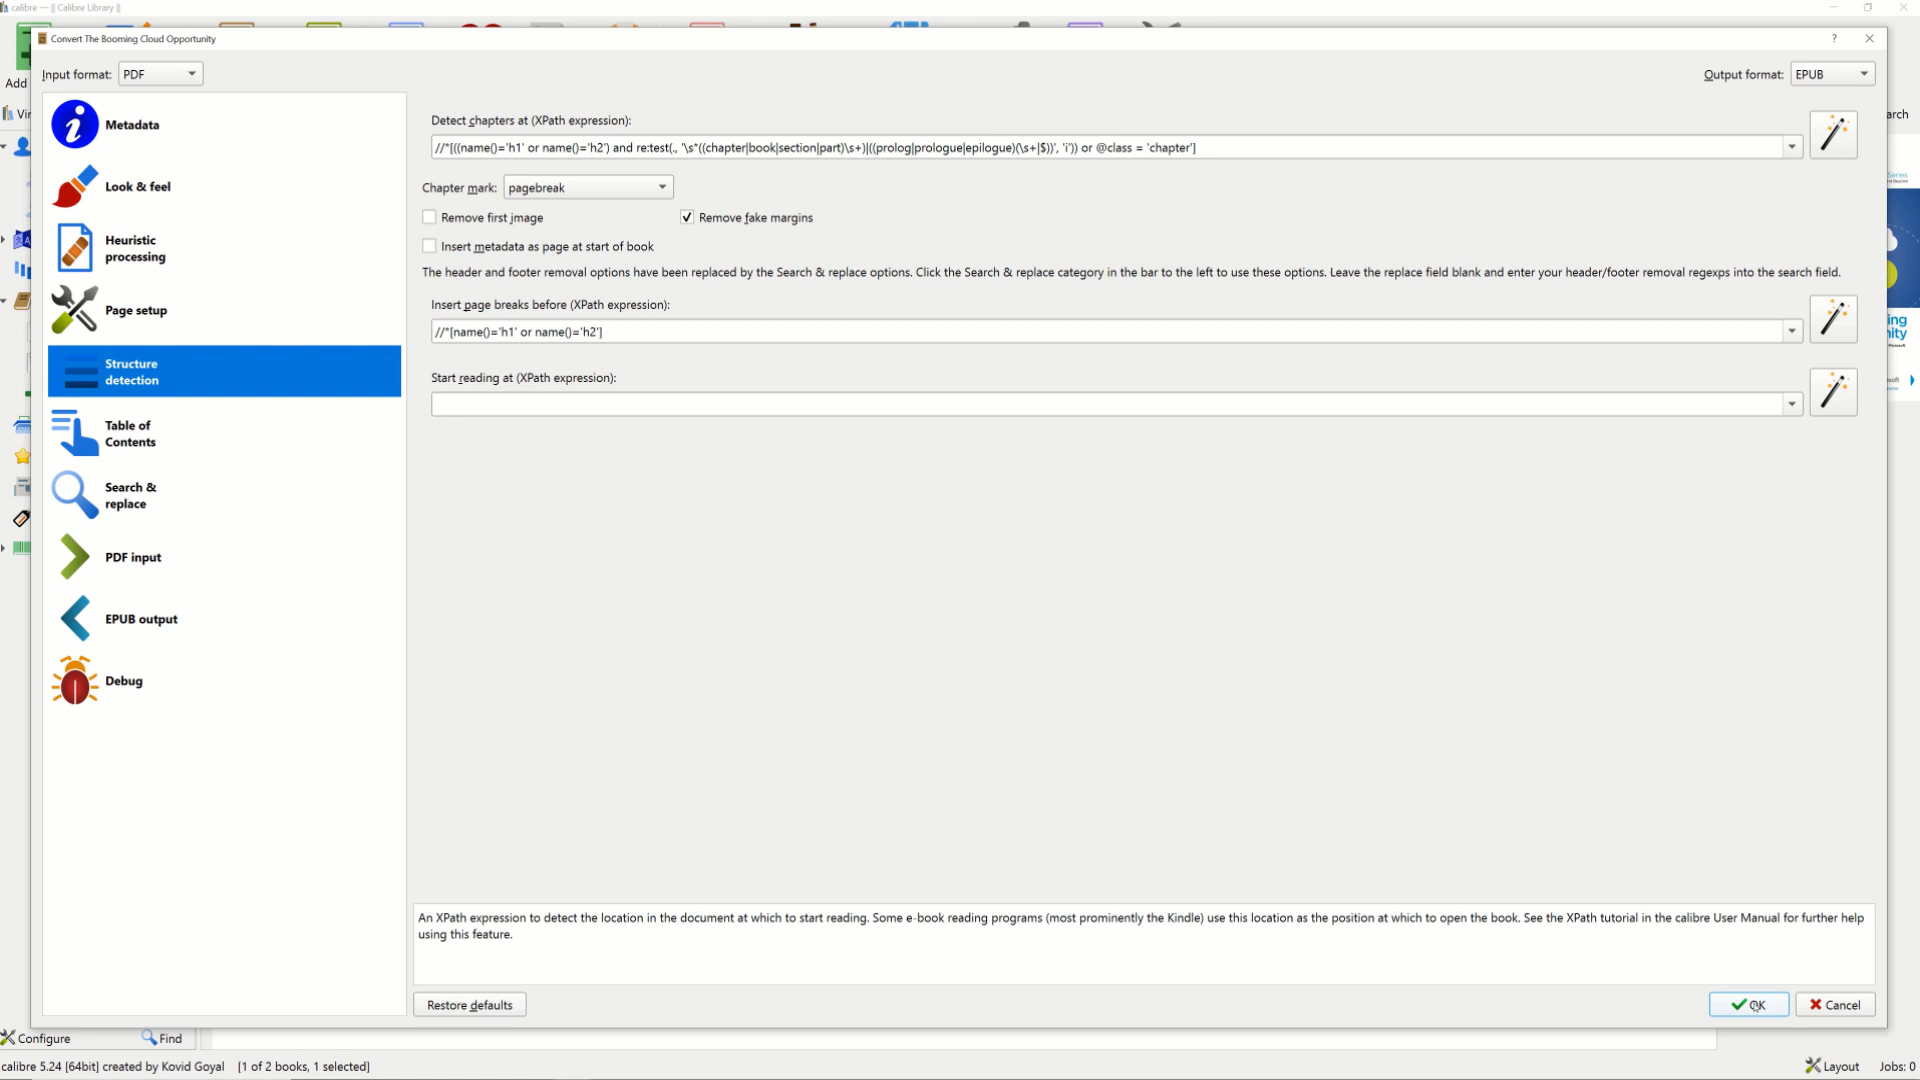 calibre — || Calibre Library ||
Convert The Booming Cloud Opportunity
?
Input format: PDF
Output format: EPUB
Add
arch
Metadata
Look & feel
Heuristic
processing
Page setup
Structure
detection
Table of
Contents
Search &
replace
PDF input
EPUB output
Debug
Detect chapters at (XPath expression):
//*[((name()='h1' or name()='h2') and re:test(., '\s*((chapter|book|section|part)\s+)|((prolog|prologue|epilogue)(\s+|$))', 'i')) or @class = 'chapter']
Chapter mark: pagebreak
Remove first image
Remove fake margins
Insert metadata as page at start of book
The header and footer removal options have been replaced by the Search & replace options. Click the Search & replace category in the bar to the left to use these options. Leave the replace field blank and enter your header/footer removal regexps into the search field.
Insert page breaks before (XPath expression):
//*[name()='h1' or name()='h2']
Start reading at (XPath expression):
An XPath expression to detect the location in the document at which to start reading. Some e-book reading programs (most prominently the Kindle) use this location as the position at which to open the book. See the XPath tutorial in the calibre User Manual for further help
using this feature.
Restore defaults
OK
Cancel
Configure
Find
calibre 5.24 [64bit] created by Kovid Goyal [1 of 2 books, 1 selected]
Layout
Jobs: 0